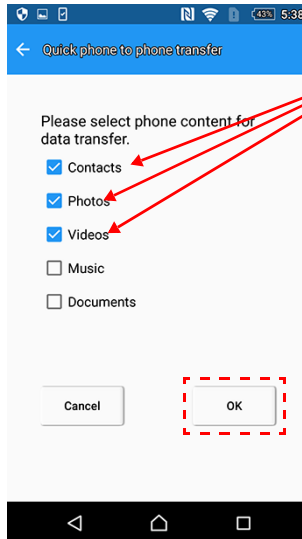 43% 5:38
Quick phone to phone transfer
Please select phone content for
data transfer.
Contacts
Photos
Videos
Music
Documents
Cancel OK